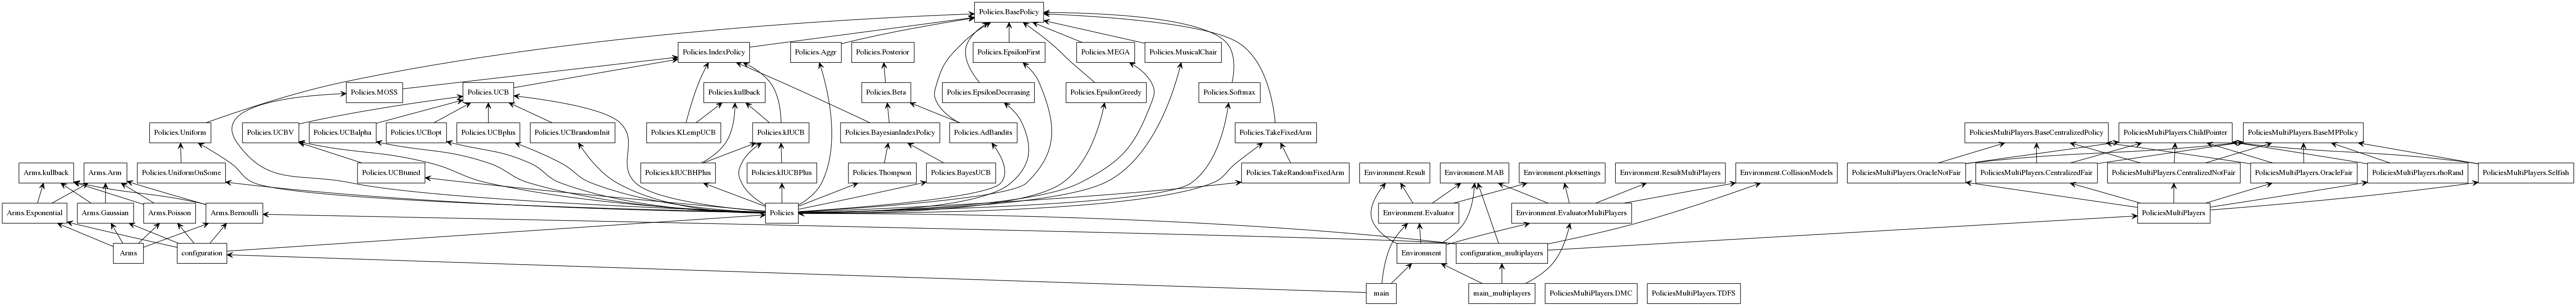 Policies.BasePolicy
Policies.IndexPolicy
Policies.Aggr
Policies.Posterior
Policies.EpsilonFirst
Policies.MEGA
Policies.MusicalChair
Policies.MOSS
Policies.UCB
Policies.kullback
Policies.Beta
Policies.EpsilonDecreasing
Policies.EpsilonGreedy
Policies.Softmax
Policies.Uniform
Policies.UCBV
Policies.UCBalpha
Policies.UCBopt
Policies.UCBplus
Policies.UCBrandomInit
Policies.KLempUCB
Policies.klUCB
Policies.BayesianIndexPolicy
Policies.AdBandits
Policies.TakeFixedArm
PoliciesMultiPlayers.BaseCentralizedPolicy
PoliciesMultiPlayers.ChildPointer
PoliciesMultiPlayers.BaseMPPolicy
Arms.kullback
Arms.Arm
Policies.UniformOnSome
Policies.UCBtuned
Policies.klUCBHPlus
Policies.klUCBPlus
Policies.Thompson
Policies.BayesUCB
Policies.TakeRandomFixedArm
Environment.Result
Environment.MAB
Environment.plotsettings
Environment.ResultMultiPlayers
Environment.CollisionModels
PoliciesMultiPlayers.OracleNotFair
PoliciesMultiPlayers.CentralizedFair
PoliciesMultiPlayers.CentralizedNotFair
PoliciesMultiPlayers.OracleFair
PoliciesMultiPlayers.rhoRand
PoliciesMultiPlayers.Selfish
Arms.Exponential
Arms.Gaussian
Arms.Poisson
Arms.Bernoulli
Policies
Environment.Evaluator
Environment.EvaluatorMultiPlayers
PoliciesMultiPlayers
Arms
configuration
Environment
configuration_multiplayers
main
main_multiplayers
PoliciesMultiPlayers.DMC
PoliciesMultiPlayers.TDFS